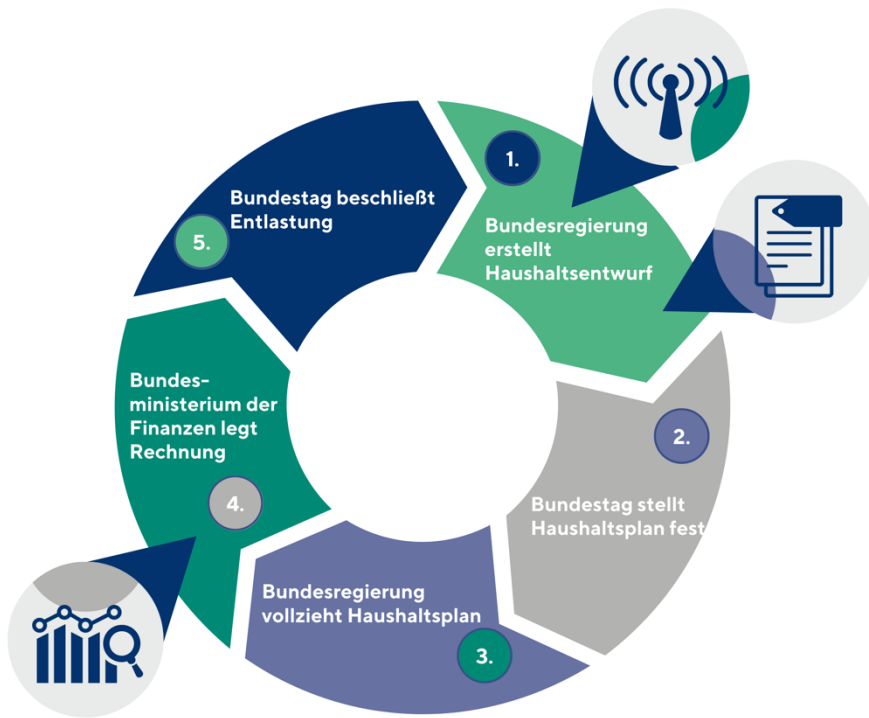 1.
Bundesregierung
erstellt
Haushaltsentwurf
2.
Bundestag stellt
Haushaltsplan fest
Bundesregierung
vollzieht Haushaltsplan
3.
Bundes-
ministerium der
Finanzen legt
Rechnung
4.
Bundestag beschließt
Entlastung
5.